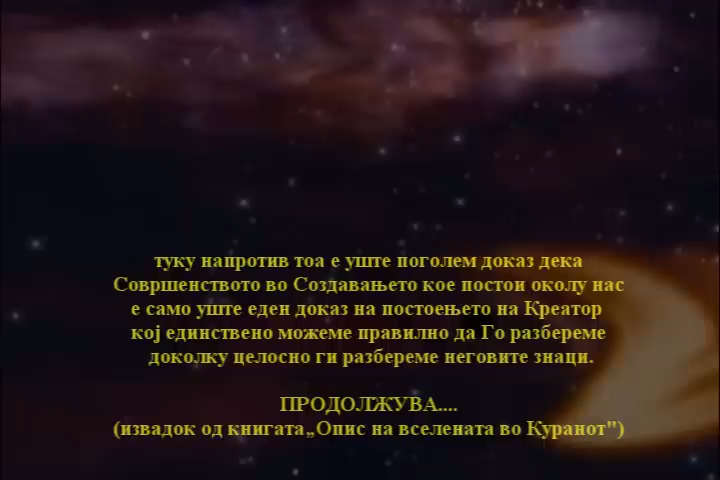 туку напротив тоа е уште поголем доказ дека
Совршенството во Создавањето кое постои околу нас
е само уште еден доказ на постоењето на Креатор
кој единствено можеме правилно да Го разбереме
доколку целосно ги разбереме неговите знаци.
ПРОДОЛЖУВА....
(извадок од книгата„Опис на вселената во Куранот")